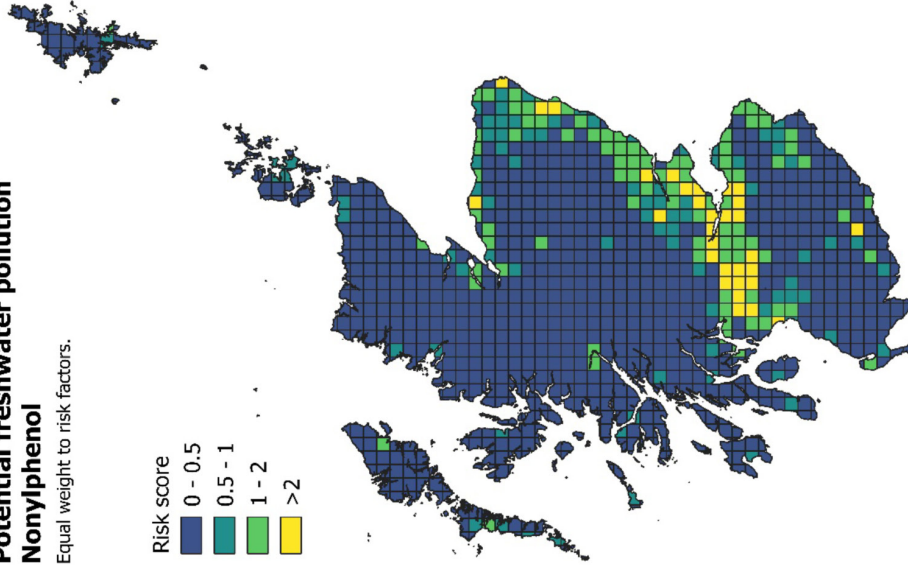 Potential freshwater pollution
Nonylphenol
Equal weight to risk factors.
Risk score
0 - 0.5
0.5 - 1
1 - 2
>2